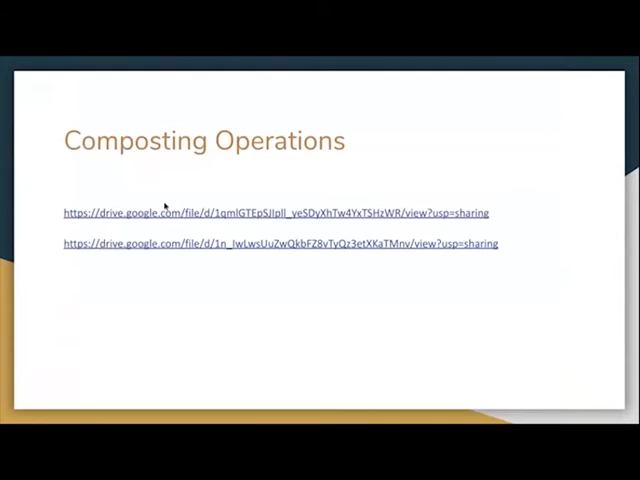 Composting Operations
https://drive.google.com/file/d/1qmlGTEpSJIplI_yeSDyXhTw4YxTSHzWR/view?usp=sharing
https://drive.google.com/file/d/1n_IwLwsUuZwQkbFZ8vTyQz3etXKaTMnv/view?usp=sharing